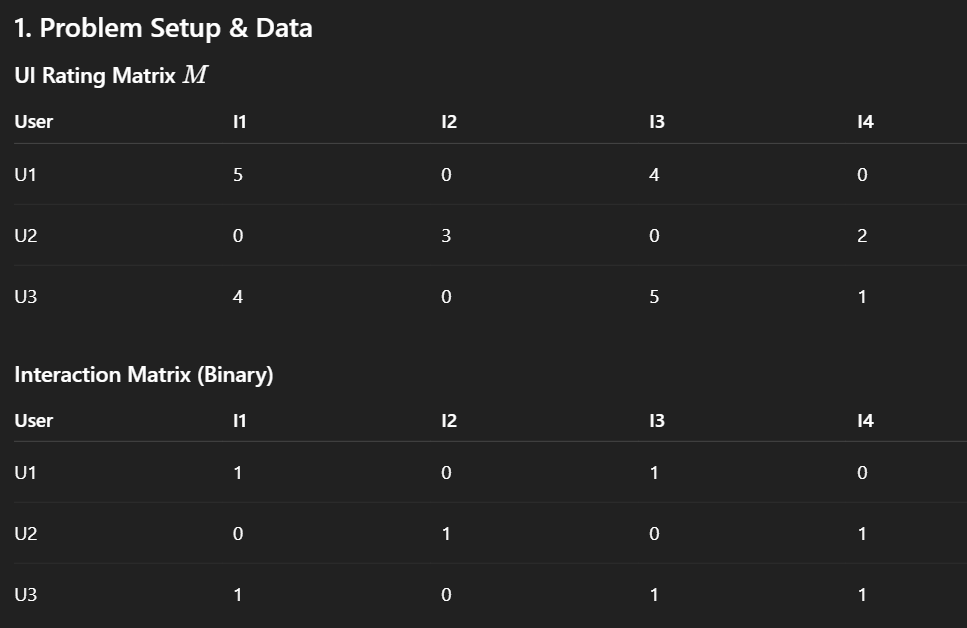 1. Problem Setup & Data
UI Rating Matrix M
User I1 I2 I3 I4
U1 5 0 4 0
U2 0 3 0 2
U3 4 0 5 1
Interaction Matrix (Binary)
User I1 I2 I3 I4
U1 1 0 1 0
U2 0 1 0 1
U3 1 0 1 1